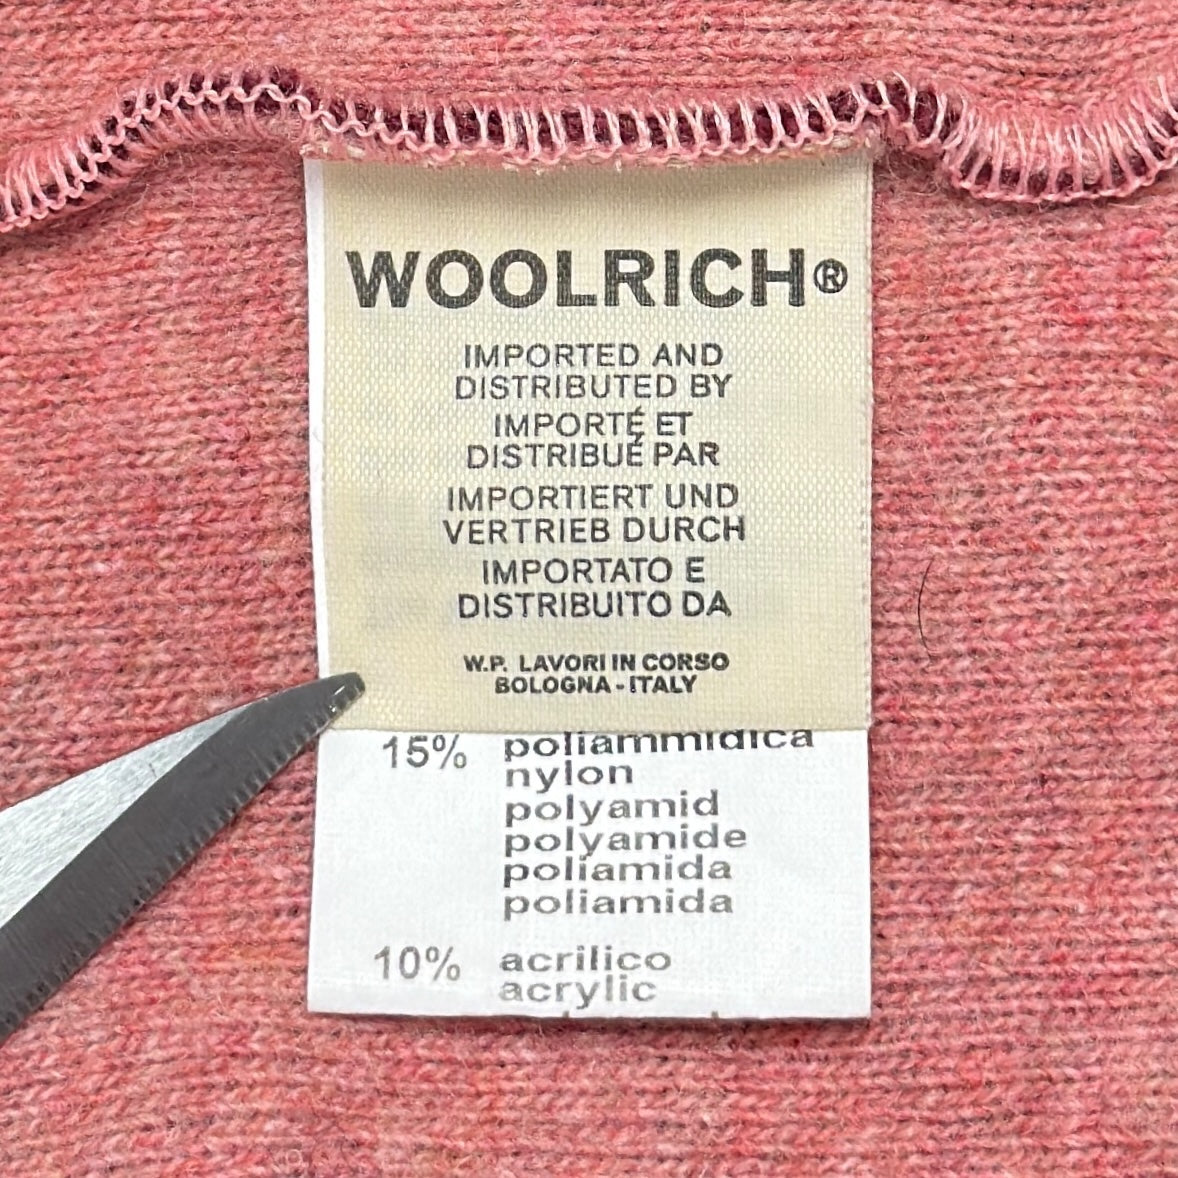 WOOLRICH®
IMPORTED AND
DISTRIBUTED BY
IMPORTÉ ET
DISTRIBUÉ PAR
IMPORTIERT UND
VERTRIEB DURCH
IMPORTATO E
DISTRIBUITO DA
W.P. LAVORI IN CORSO
BOLOGNA - ITALY
15% poliammidica
nylon
polyamid
polyamide
poliamida
poliamida
10% acrilico
acrylic